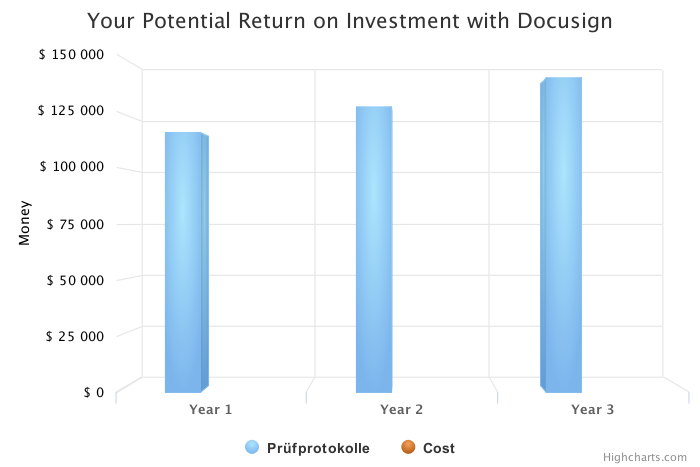 Your Potential Return on Investment with Docusign
$ 150 000
$ 125 000
$ 100 000
$ 75 000
$ 50 000
$ 25 000
$ 0
Money
Year 1
Year 2
Year 3
Prüfprotokolle
Cost
Highcharts.com